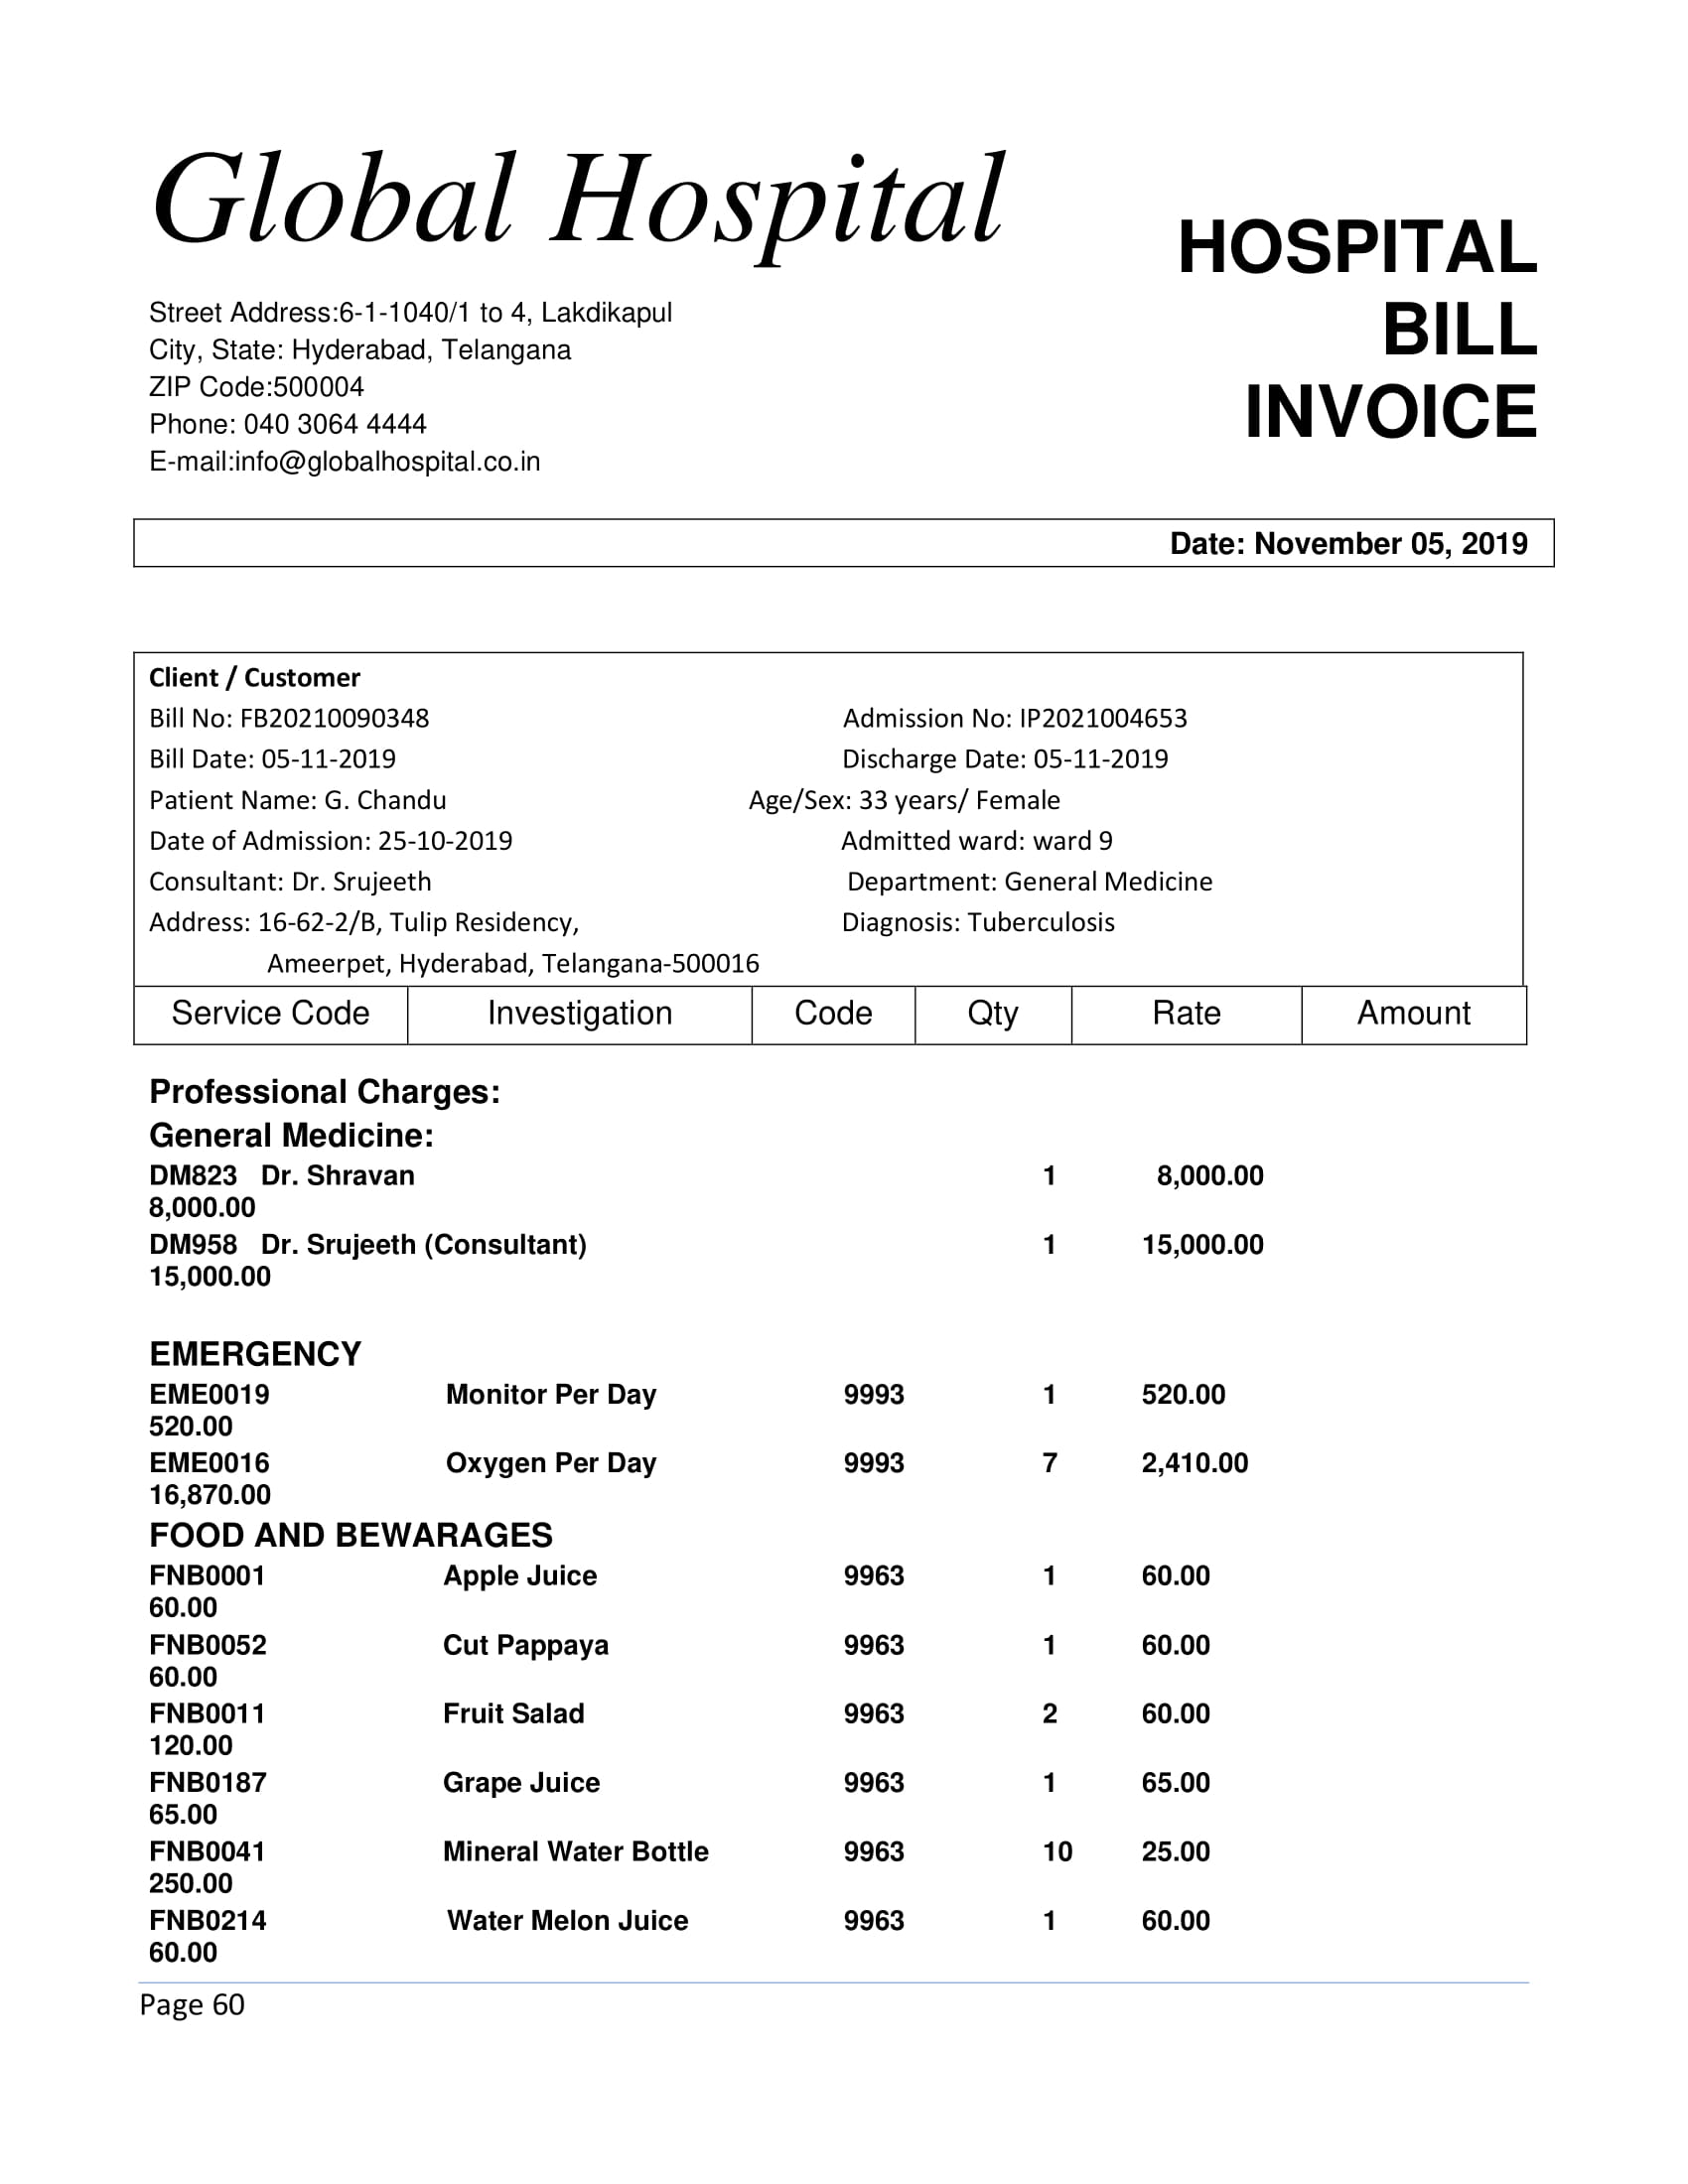 Global Hospital
HOSPITAL
BILL
INVOICE
Street Address:6-1-1040/1 to 4, Lakdikapul
City, State: Hyderabad, Telangana
ZIP Code:500004
Phone: 040 3064 4444
E-mail:info@globalhospital.co.in
Date: November 05, 2019
Client / Customer
Bill No: FB20210090348 Admission No: IP2021004653
Bill Date: 05-11-2019 Discharge Date: 05-11-2019
Patient Name: G. Chandu Age/Sex: 33 years/ Female
Date of Admission: 25-10-2019 Admitted ward: ward 9
Consultant: Dr. Srujeeth Department: General Medicine
Address: 16-62-2/B, Tulip Residency, Diagnosis: Tuberculosis
Ameerpet, Hyderabad, Telangana-500016
Service Code Investigation Code Qty Rate Amount
Professional Charges:
General Medicine:
DM823 Dr. Shravan 1 8,000.00
8,000.00
DM958 Dr. Srujeeth (Consultant) 1 15,000.00
15,000.00
EMERGENCY
EME0019 Monitor Per Day 9993 1 520.00
520.00
EME0016 Oxygen Per Day 9993 7 2,410.00
16,870.00
FOOD AND BEWARAGES
FNB0001 Apple Juice 9963 1 60.00
60.00
FNB0052 Cut Pappaya 9963 1 60.00
60.00
FNB0011 Fruit Salad 9963 2 60.00
120.00
FNB0187 Grape Juice 9963 1 65.00
65.00
FNB0041 Mineral Water Bottle 9963 10 25.00
250.00
FNB0214 Water Melon Juice 9963 1 60.00
60.00
Page 60